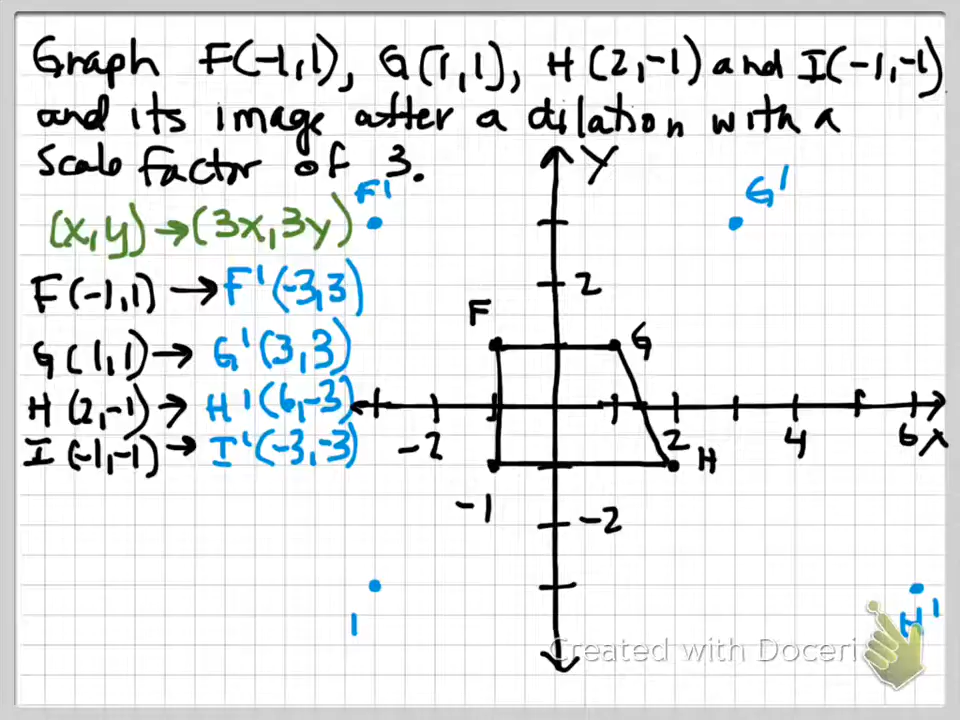 Graph F(-1,1), G(1,1), H(2,-1) and I(-1,-1)
and its image after a dilation with a
scale factor of 3.
(x,y)→(3x,3y)
F(-1,1)→F'(-3,3)
G(1,1)→G'(3,3)
H(2,-1)→H'(6,-3)
I(-1,-1)→I'(-3,-3)
F'
Y
G'
2
F
G
-2
2
4
6
x
H
-1
-2
I
H'
Created with Doceri